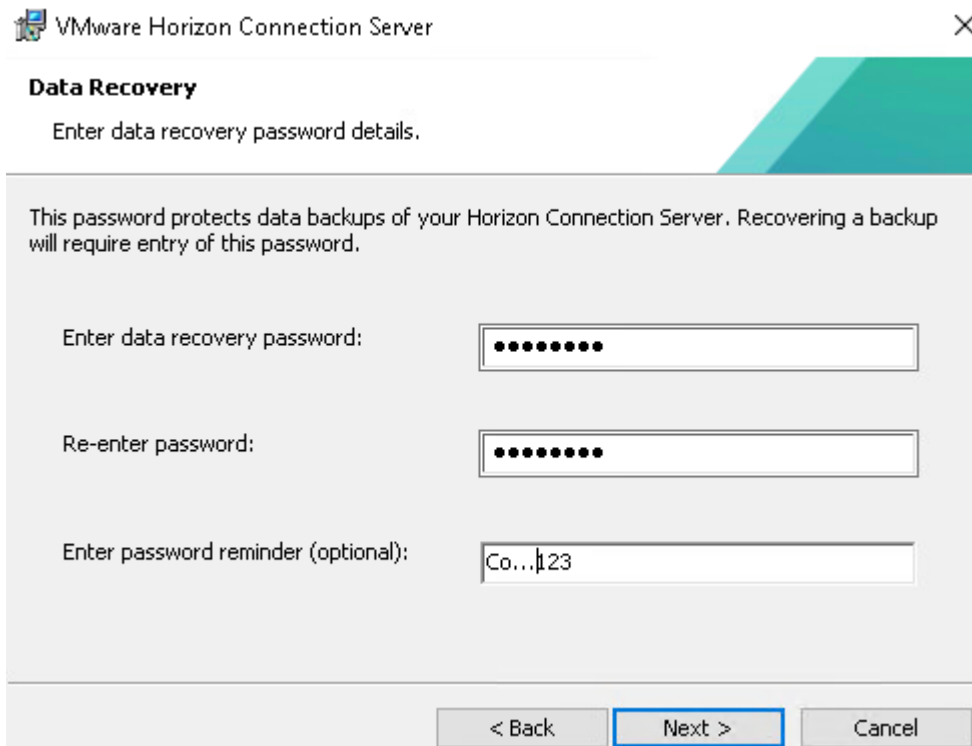 VMware Horizon Connection Server
Data Recovery
Enter data recovery password details.
This password protects data backups of your Horizon Connection Server. Recovering a backup
will require entry of this password.
Enter data recovery password:
••••••••
Re-enter password:
••••••••
Enter password reminder (optional):
Co...123
< Back
Next >
Cancel